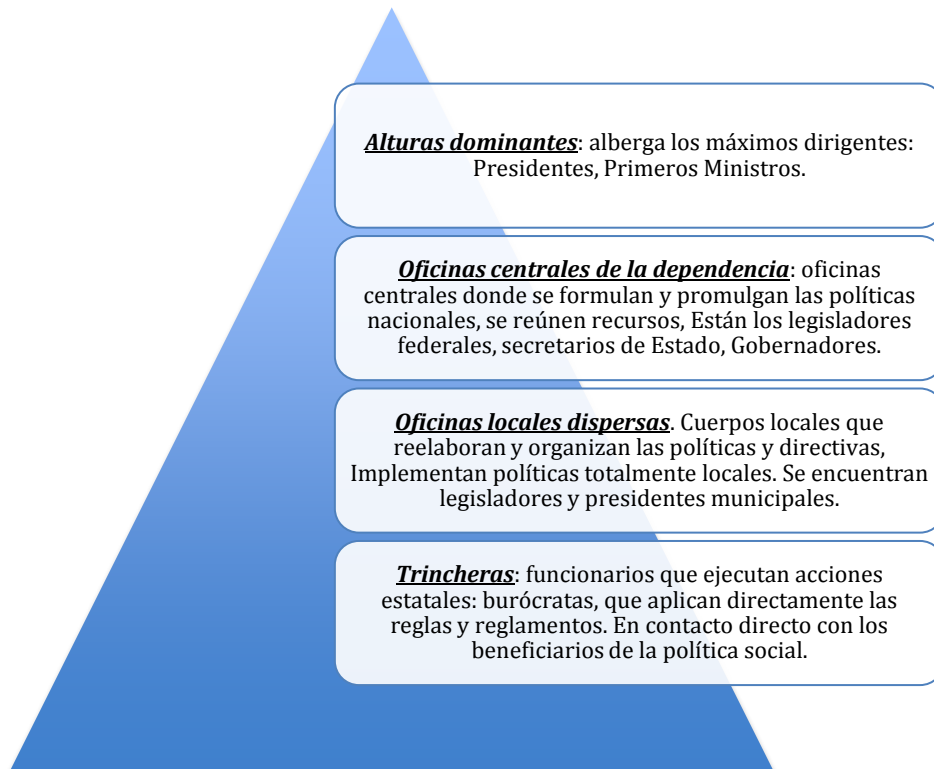 Alturas dominantes: alberga los máximos dirigentes:
Presidentes, Primeros Ministros.
Oficinas centrales de la dependencia: oficinas
centrales donde se formulan y promulgan las políticas
nacionales, se reúnen recursos, Están los legisladores
federales, secretarios de Estado, Gobernadores.
Oficinas locales dispersas. Cuerpos locales que
reelaboran y organizan las políticas y directivas,
Implementan políticas totalmente locales. Se encuentran
legisladores y presidentes municipales.
Trincheras: funcionarios que ejecutan acciones
estatales: burócratas, que aplican directamente las
reglas y reglamentos. En contacto directo con los
beneficiarios de la política social.